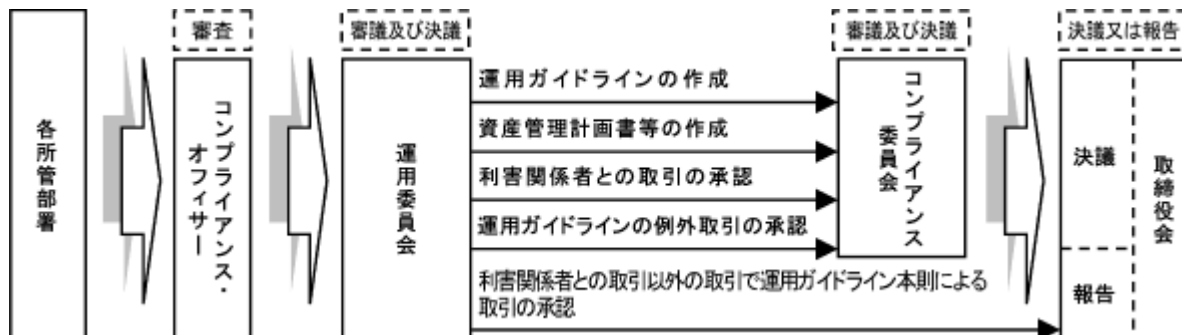 審査
審議及び決議
審議及び決議
決議又は報告
各所管部署
コンプライアンス・
オフィサー
運用委員会
運用ガイドラインの作成
資産管理計画書等の作成
利害関係者との取引の承認
運用ガイドラインの例外取引の承認
利害関係者との取引以外の取引で運用ガイドライン本則による
取引の承認
コンプライアンス
委員会
決議
報告
取締役会